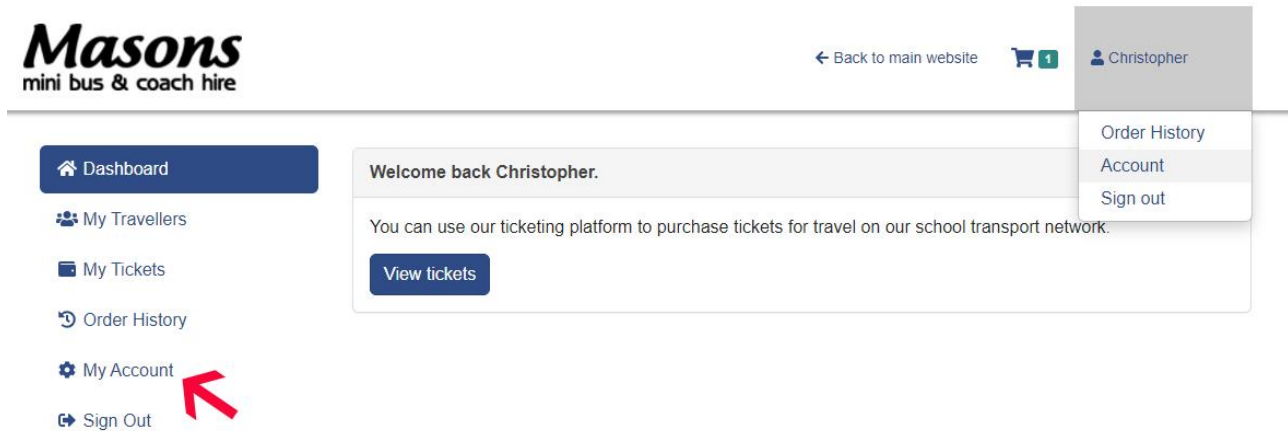 Masons
mini bus & coach hire
Back to main website
1
Christopher
Order History
Account
Sign out
Dashboard
My Travellers
My Tickets
Order History
My Account
Sign Out
Welcome back Christopher.
You can use our ticketing platform to purchase tickets for travel on our school transport network.
View tickets